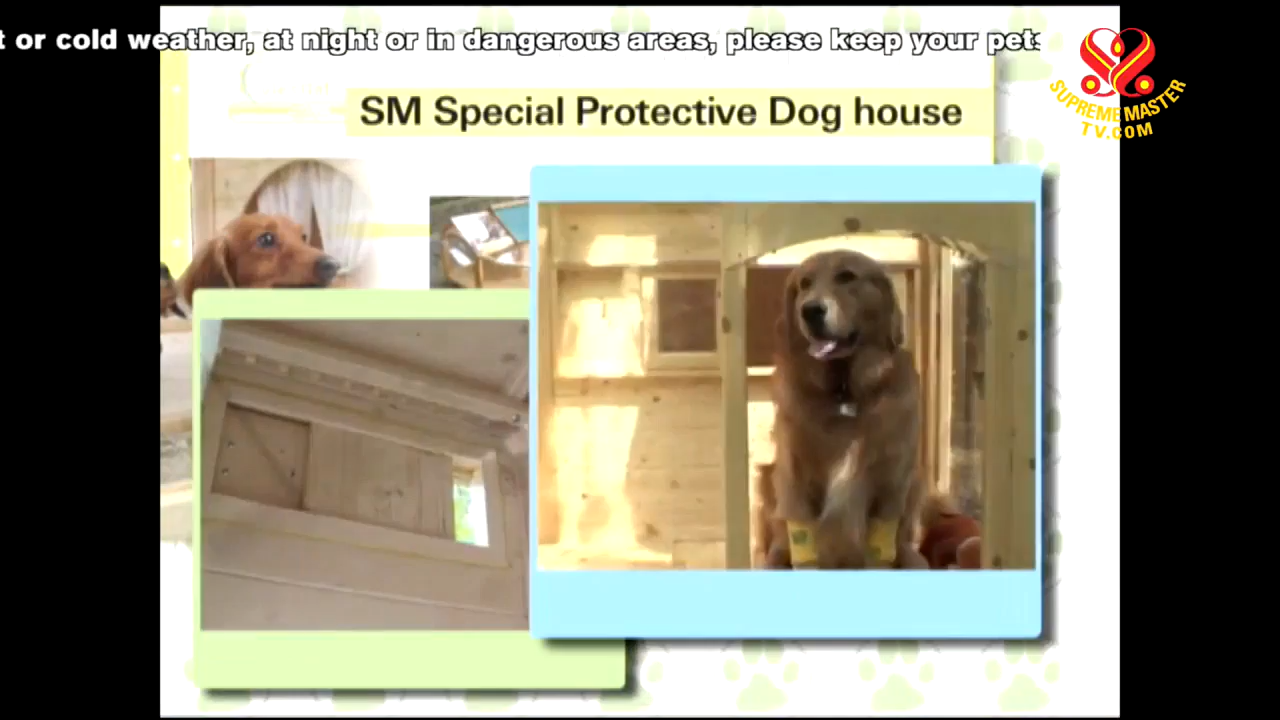 t or cold weather, at night or in dangerous areas, please keep your pets
SM Special Protective Dog house
SUPREME MASTER
TV.COM